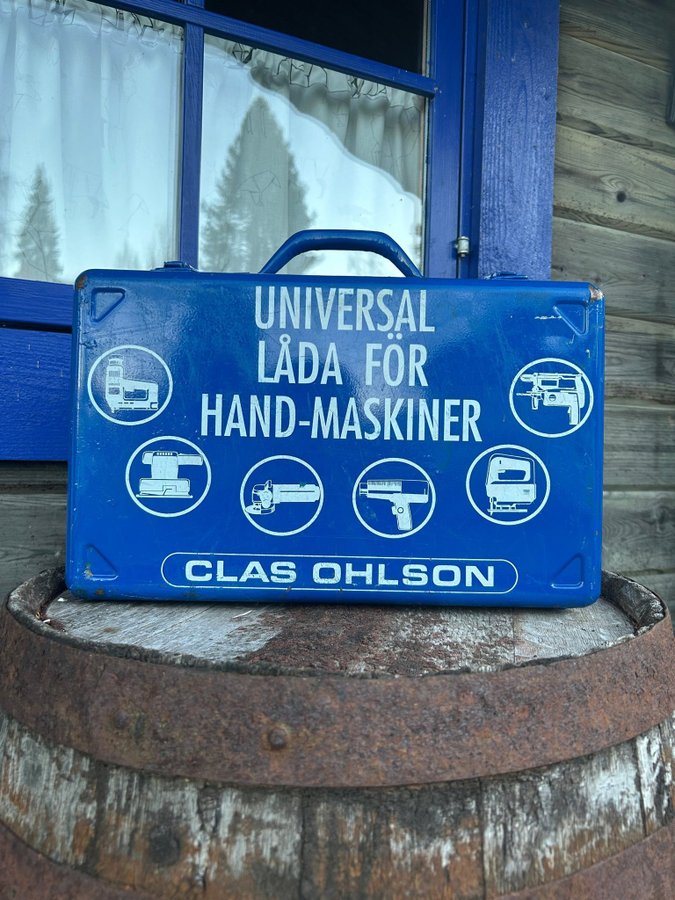 UNIVERSAL
LÅDA FÖR
HAND-MASKINER
CLAS OHLSON